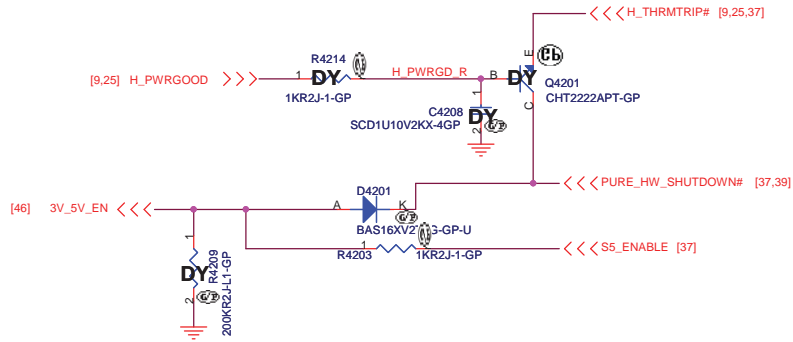 H_THRMTRIP# [9,25,37]
R4214
E
[9,25] H_PWRGOOD
1
DY
H_PWRGD_R
B
DY
Q4201
1KR2J-1-GP
CHT2222APT-GP
1
C4208
DY
C
SCD1U10V2KX-4GP
2
PURE_HW_SHUTDOWN# [37,39]
D4201
[46] 3V_5V_EN
A
K
BAS16XV2
G-GP-U
1
R4203
1KR2J-1-GP
S5_ENABLE [37]
1
DY
R4209
200KR2J-L1-GP
2